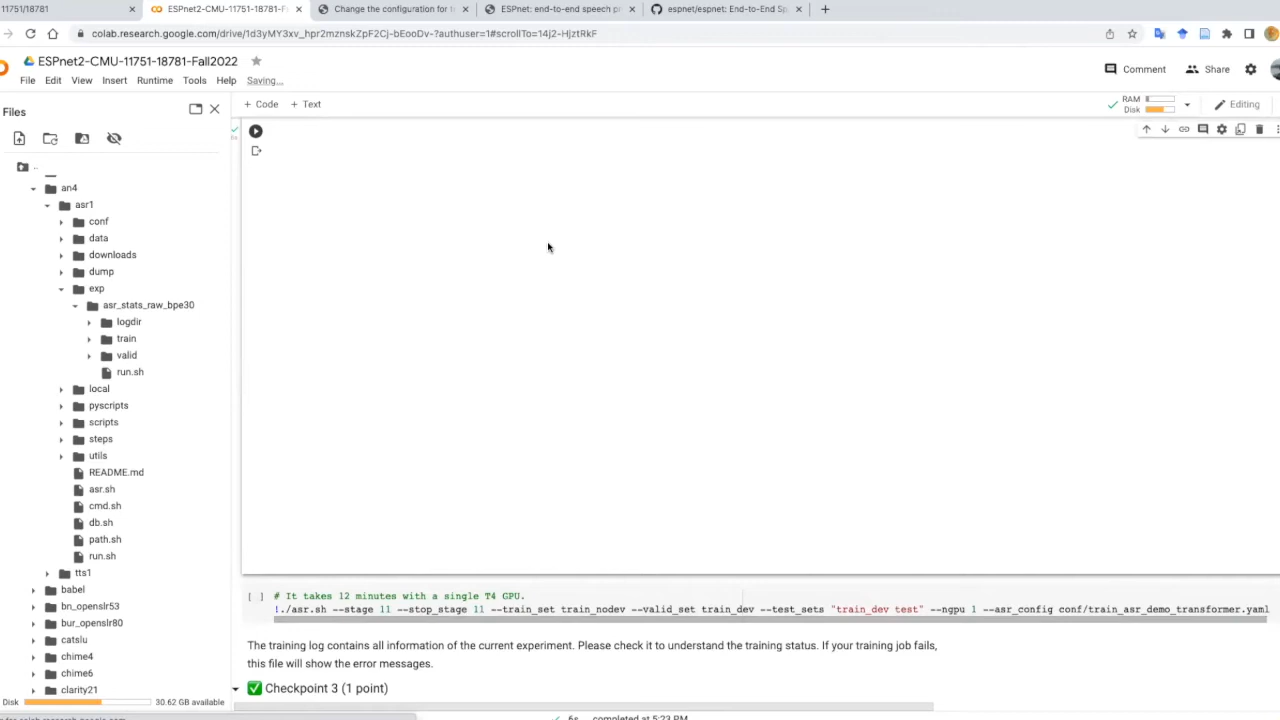 11751/18781
ESPnet2-CMU-11751-18781-F
Change the configuration for t
ESPnet: end-to-end speech pr
espnet/espnet: End-to-End Sp
colab.research.google.com/drive/1d3yMY3xv_hpr2mznskZpF2Cj-bEooDv-?authuser=1#scrollTo=14j2-HjztRkF
ESPnet2-CMU-11751-18781-Fall2022
File Edit View Insert Runtime Tools Help Saving...
Comment Share
+ Code + Text
RAM
Disk
Editing
Files
..
an4
asr1
conf
data
downloads
dump
exp
asr_stats_raw_bpe30
logdir
train
valid
run.sh
local
pyscripts
scripts
steps
utils
README.md
asr.sh
cmd.sh
db.sh
path.sh
run.sh
tts1
babel
bn_openslr53
bur_openslr80
catslu
chime4
chime6
clarity21
Disk 30.62 GB available
[ ] # It takes 12 minutes with a single T4 GPU.
!./asr.sh --stage 11 --stop_stage 11 --train_set train_nodev --valid_set train_dev --test_sets "train_dev test" --ngpu 1 --asr_config conf/train_asr_demo_transformer.yaml
The training log contains all information of the current experiment. Please check it to understand the training status. If your training job fails,
this file will show the error messages.
✅ Checkpoint 3 (1 point)
6s completed at 5:23 PM